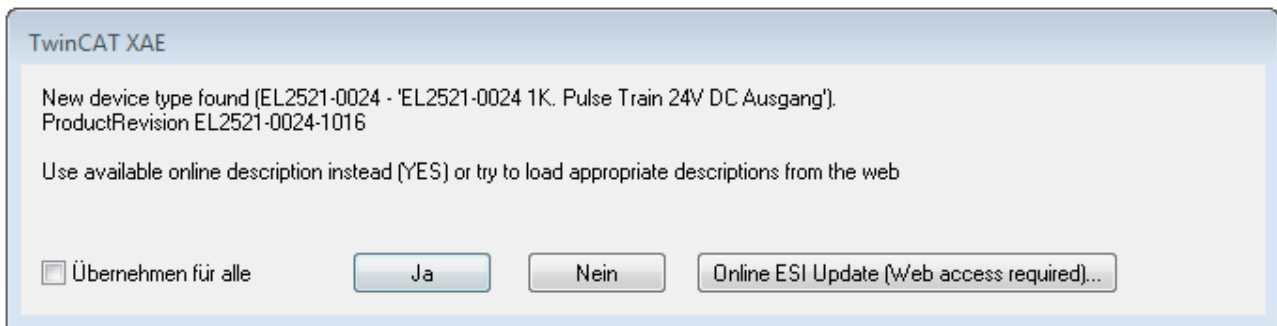 TwinCAT XAE
New device type found (EL2521-0024 - 'EL2521-0024 1K. Pulse Train 24V DC Ausgang').
ProductRevision EL2521-0024-1016
Use available online description instead (YES) or try to load appropriate descriptions from the web
Übernehmen für alle
Ja
Nein
Online ESI Update (Web access required)...